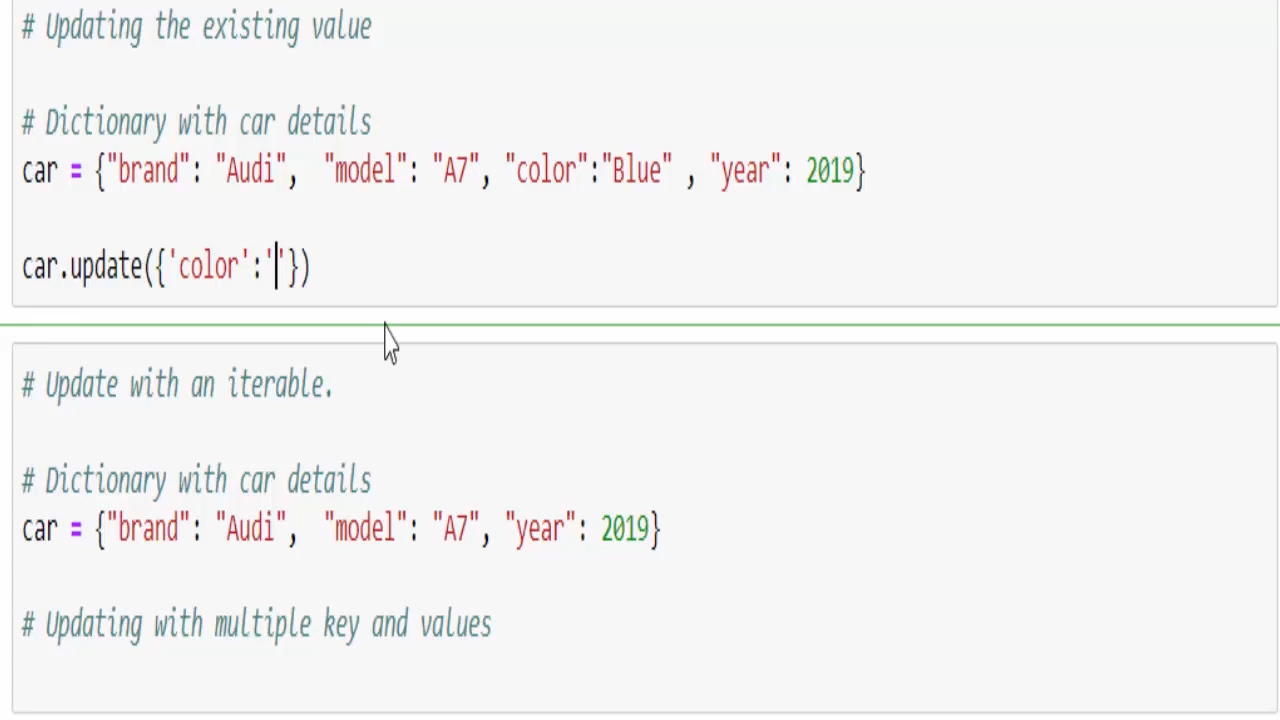 # Updating the existing value
# Dictionary with car details
car = {"brand": "Audi",  "model": "A7", "color":"Blue" , "year": 2019}
car.update({'color':''})
# Update with an iterable.
# Dictionary with car details
car = {"brand": "Audi",  "model": "A7", "year": 2019}
# Updating with multiple key and values